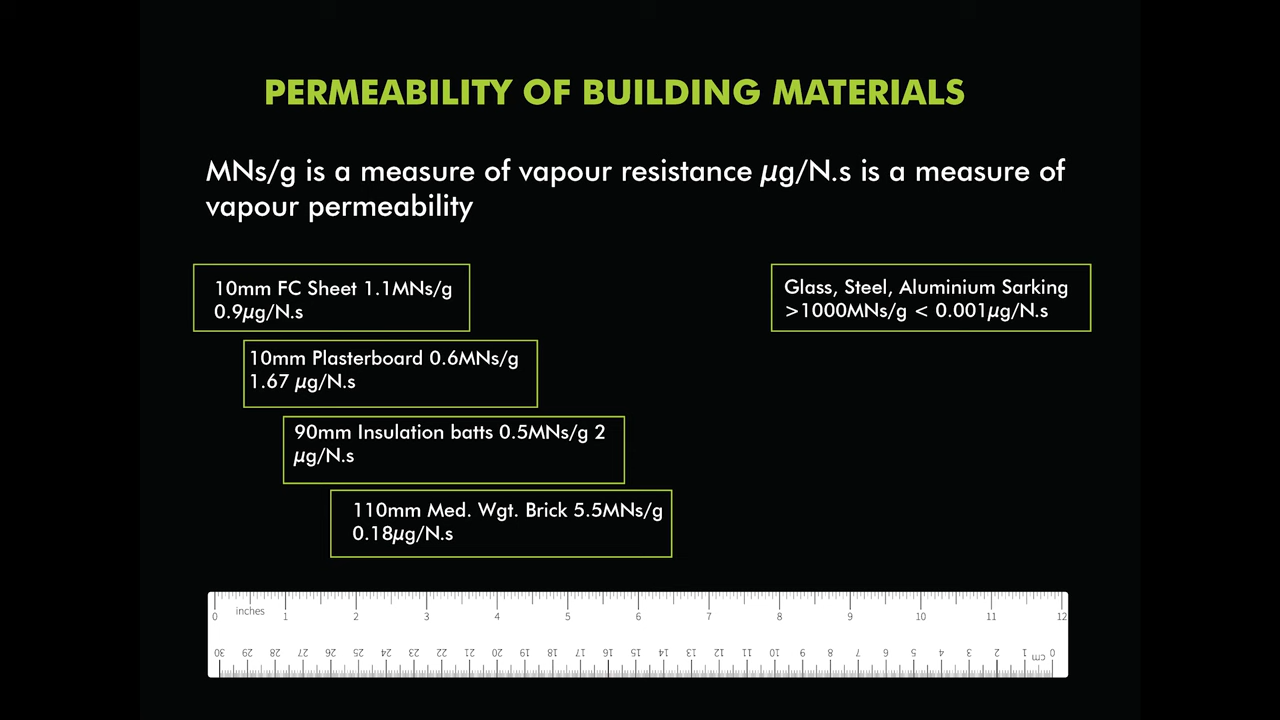 PERMEABILITY OF BUILDING MATERIALS
MNs/g is a measure of vapour resistance µg/N.s is a measure of
vapour permeability
10mm FC Sheet 1.1MNs/g
0.9µg/N.s
Glass, Steel, Aluminium Sarking
>1000MNs/g < 0.001µg/N.s
10mm Plasterboard 0.6MNs/g
1.67 µg/N.s
90mm Insulation batts 0.5MNs/g 2
µg/N.s
110mm Med. Wgt. Brick 5.5MNs/g
0.18µg/N.s
0 inches 1 2 3 4 5 6 7 8 9 10 11 12
30 29 28 27 26 25 24 23 22 21 20 19 18 17 16 15 14 13 12 11 10 9 8 7 6 5 4 3 2 1 cm 0